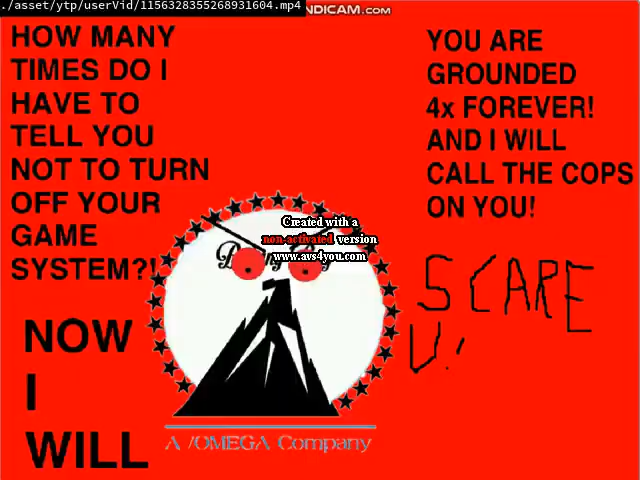 ./asset/ytp/userVid/1156328355268931604.mp4
NDICAM.COM
HOW MANY
TIMES DO I
HAVE TO
TELL YOU
NOT TO TURN
OFF YOUR
GAME
SYSTEM?!
NOW
I
WILL
YOU ARE
GROUNDED
4x FOREVER!
AND I WILL
CALL THE COPS
ON YOU!
SCARE
U!
Created with a
non-activated version
www.avs4you.com
A /OMEGA Company